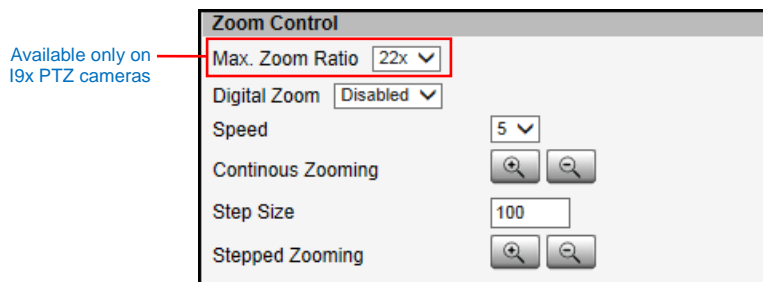 Zoom Control
Available only on
I9x PTZ cameras
Max. Zoom Ratio 22x
Digital Zoom Disabled
Speed 5
Continous Zooming
Step Size 100
Stepped Zooming